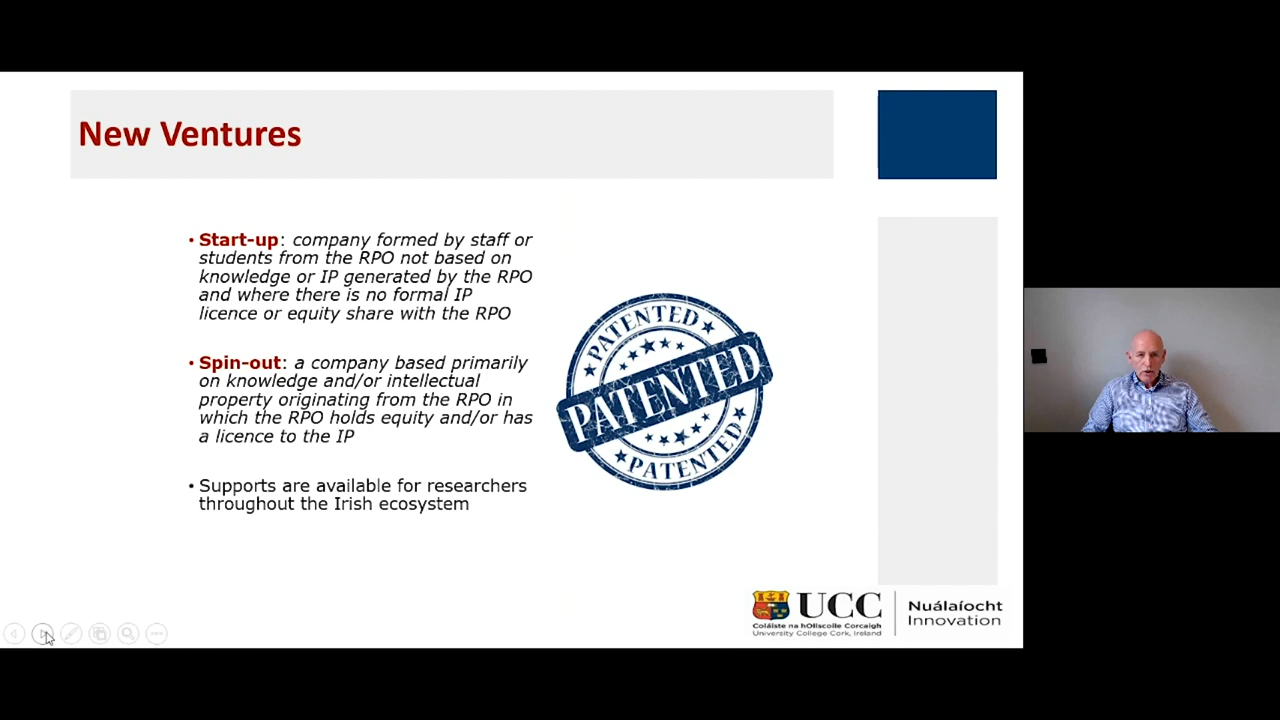 New Ventures
• Start-up: company formed by staff or
students from the RPO not based on
knowledge or IP generated by the RPO
and where there is no formal IP
licence or equity share with the RPO
• Spin-out: a company based primarily
on knowledge and/or intellectual
property originating from the RPO in
which the RPO holds equity and/or has
a licence to the IP
• Supports are available for researchers
throughout the Irish ecosystem
PATENTED
PATENTED
PATENTED
UCC
Coláiste na hOllscoile Corcaigh
University College Cork, Ireland
Nuálaíocht
Innovation